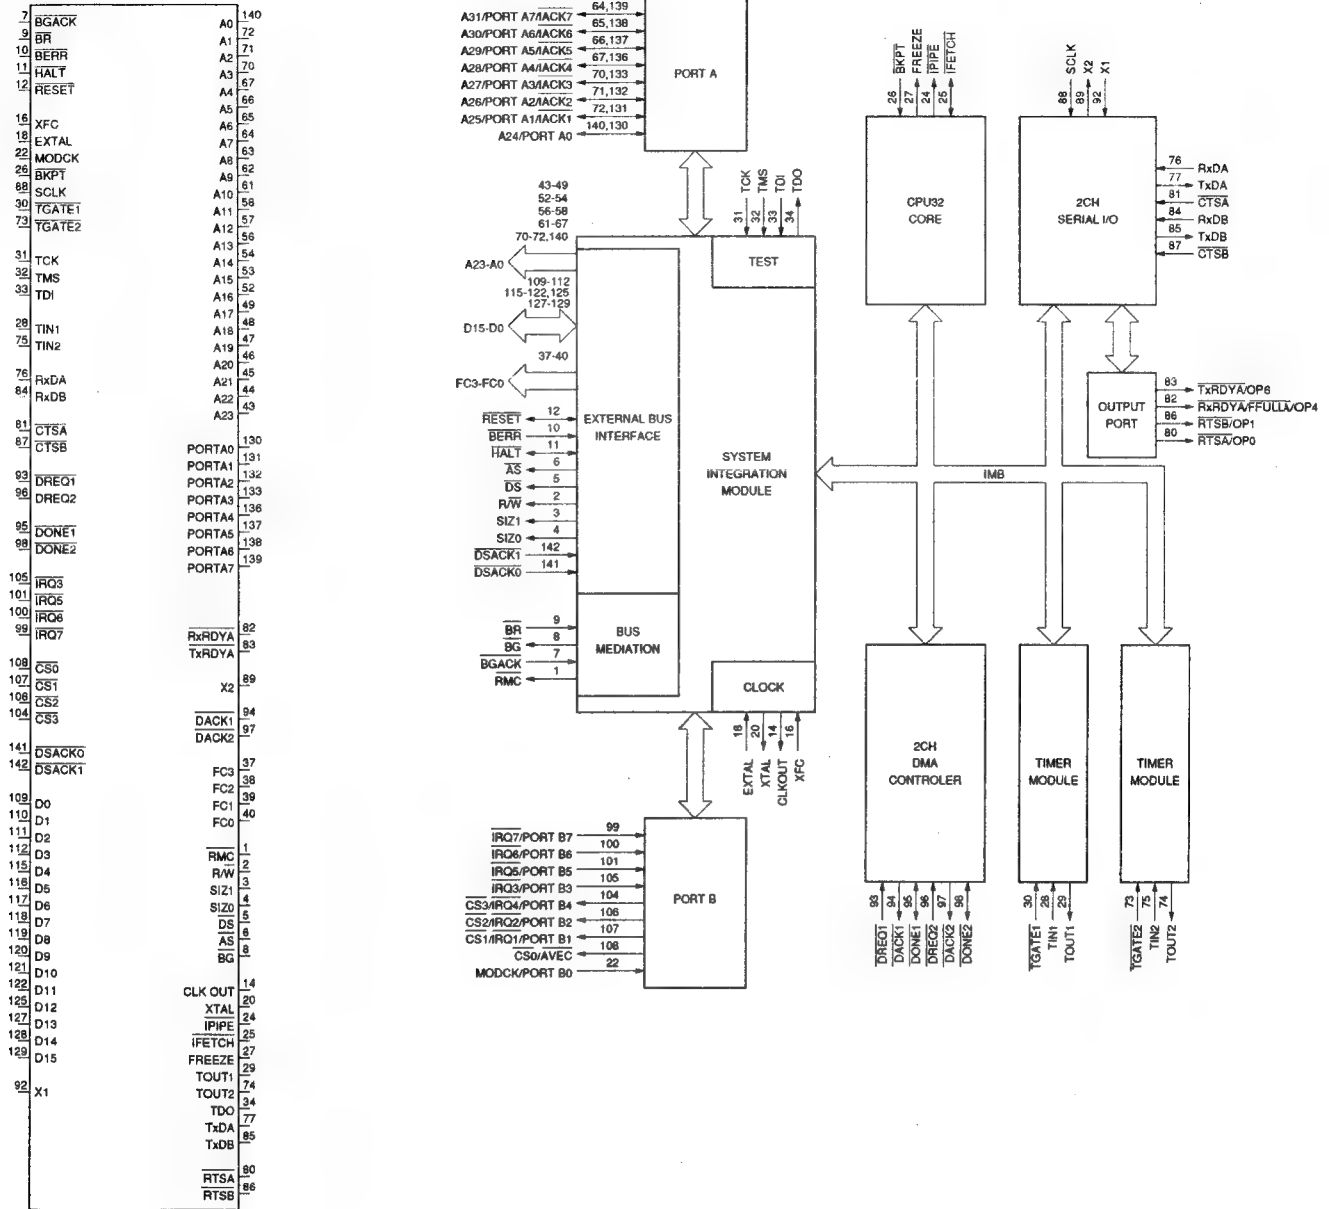 7 BGACK
9 BR
10 BERR
11 HALT
12 RESET
16 XFC
18 EXTAL
22 MODCK
26 BKPT
88 SCLK
30 TGATE1
73 TGATE2
31 TCK
32 TMS
33 TDI
28 TIN1
75 TIN2
76 RxDA
84 RxDB
81 CTSA
87 CTSB
93 DREQ1
96 DREQ2
95 DONE1
98 DONE2
105 IRQ3
101 IRQ5
100 IRQ6
99 IRQ7
108 CS0
107 CS1
106 CS2
104 CS3
141 DSACK0
142 DSACK1
109 D0
110 D1
111 D2
112 D3
115 D4
116 D5
117 D6
118 D7
119 D8
120 D9
121 D10
122 D11
125 D12
127 D13
128 D14
129 D15
92 X1
A0 140
A1 72
A2 71
A3 70
A4 67
A5 66
A6 65
A7 64
A8 63
A9 62
A10 61
A11 58
A12 57
A13 56
A14 54
A15 53
A16 52
A17 49
A18 48
A19 47
A20 46
A21 45
A22 44
A23 43
PORTA0 130
PORTA1 131
PORTA2 132
PORTA3 133
PORTA4 136
PORTA5 137
PORTA6 138
PORTA7 139
RxRDYA 82
TxRDYA 83
X2 89
DACK1 94
DACK2 97
FC3 37
FC2 38
FC1 39
FC0 40
RMC 1
R/W 2
SIZ1 3
SIZ0 4
DS 5
AS 6
BG 8
CLK OUT 14
XTAL 20
IPIPE 24
IFETCH 25
FREEZE 27
TOUT1 29
TOUT2 74
TDO 34
TxDA 77
TxDB 85
RTSA 80
RTSB 86
A31/PORT A7/IACK7 64,139
A30/PORT A6/IACK6 65,138
A29/PORT A5/IACK5 66,137
A28/PORT A4/IACK4 67,136
A27/PORT A3/IACK3 70,133
A26/PORT A2/IACK2 71,132
A25/PORT A1/IACK1 72,131
A24/PORT A0 140,130
PORT A
43-49
52-54
56-58
61-67
70-72,140
A23-A0
109-112
115-122,125
127-129
D15-D0
37-40
FC3-FC0
RESET 12
BERR 10
HALT 11
AS 6
DS 5
R/W 2
SIZ1 3
SIZ0 4
DSACK1 142
DSACK0 141
BR 9
BG 8
BGACK 7
RMC 1
EXTERNAL BUS
INTERFACE
BUS
MEDIATION
31 TCK
32 TMS
33 TDI
34 TDO
TEST
SYSTEM
INTEGRATION
MODULE
CLOCK
18 EXTAL
20 XTAL
14 CLKOUT
16 XFC
IRQ7/PORT B7 99
IRQ6/PORT B6 100
IRQ5/PORT B5 101
IRQ3/PORT B3 105
CS3/IRQ4/PORT B4 104
CS2/IRQ2/PORT B2 106
CS1/IRQ1/PORT B1 107
CS0/AVEC 108
MODCK/PORT B0 22
PORT B
26 BKPT
27 FREEZE
24 IPIPE
25 IFETCH
CPU32
CORE
88 SCLK
89 X2
92 X1
2CH
SERIAL I/O
76 RxDA
77 TxDA
81 CTSA
84 RxDB
85 TxDB
87 CTSB
OUTPUT
PORT
83 TxRDYA/OP6
82 RxRDYA/FFULLA/OP4
86 RTSB/OP1
80 RTSA/OP0
IMB
2CH
DMA
CONTROLER
93 DREQ1
94 DACK1
95 DONE1
96 DREQ2
97 DACK2
98 DONE2
TIMER
MODULE
30 TGATE1
28 TIN1
29 TOUT1
TIMER
MODULE
73 TGATE2
75 TIN2
74 TOUT2